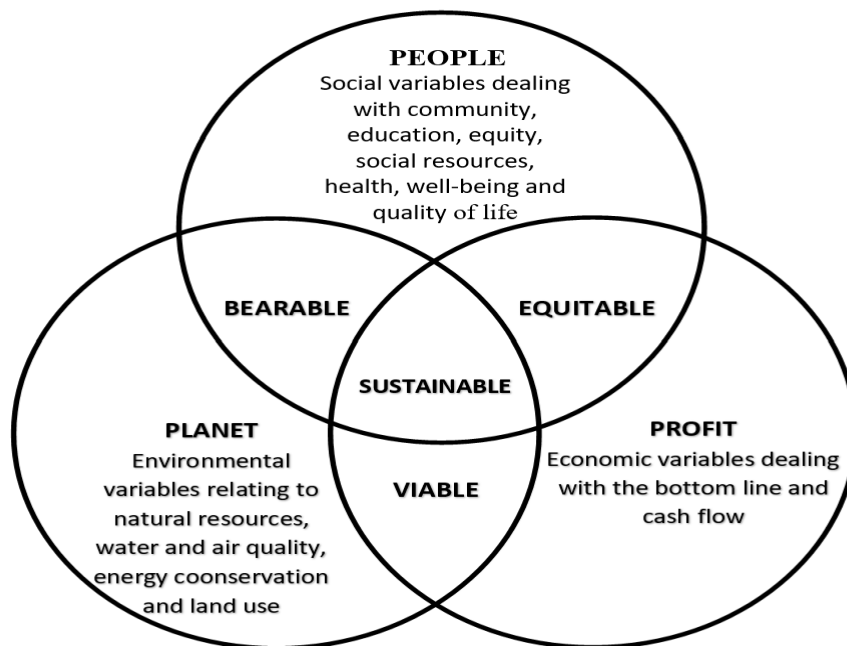 PEOPLE
Social variables dealing
with community,
education, equity,
social resources,
health, well-being and
quality of life
BEARABLE
EQUITABLE
SUSTAINABLE
PLANET
Environmental
variables relating to
natural resources,
water and air quality,
energy coonservation
and land use
PROFIT
Economic variables dealing
with the bottom line and
cash flow
VIABLE